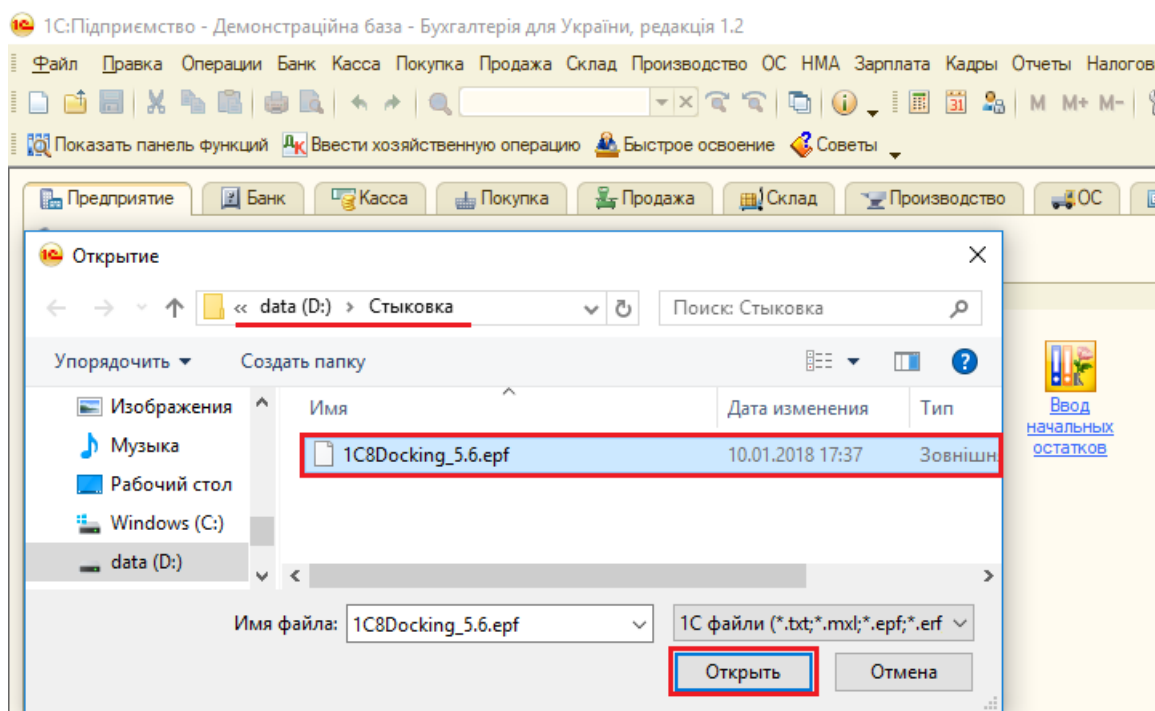 1С:Підприємство - Демонстраційна база - Бухгалтерія для України, редакція 1.2
Файл Правка Операции Банк Касса Покупка Продажа Склад Производство ОС НМА Зарплата Кадры Отчеты Налогов
М М+ М-
Показать панель функций Ввести хозяйственную операцию Быстрое освоение Советы
Предприятие Банк Касса Покупка Продажа Склад Производство ОС
Открытие
« data (D:) › Стыковка Поиск: Стыковка
Упорядочить Создать папку
Изображения Имя Дата изменения Тип
Музыка 1C8Docking_5.6.epf 10.01.2018 17:37 Зовнішн
Рабочий стол
Windows (C:)
data (D:)
Ввод
начальных
остатков
Имя файла: 1C8Docking_5.6.epf 1С файли (*.txt;*.mxl;*.epf;*.erf
Открыть Отмена